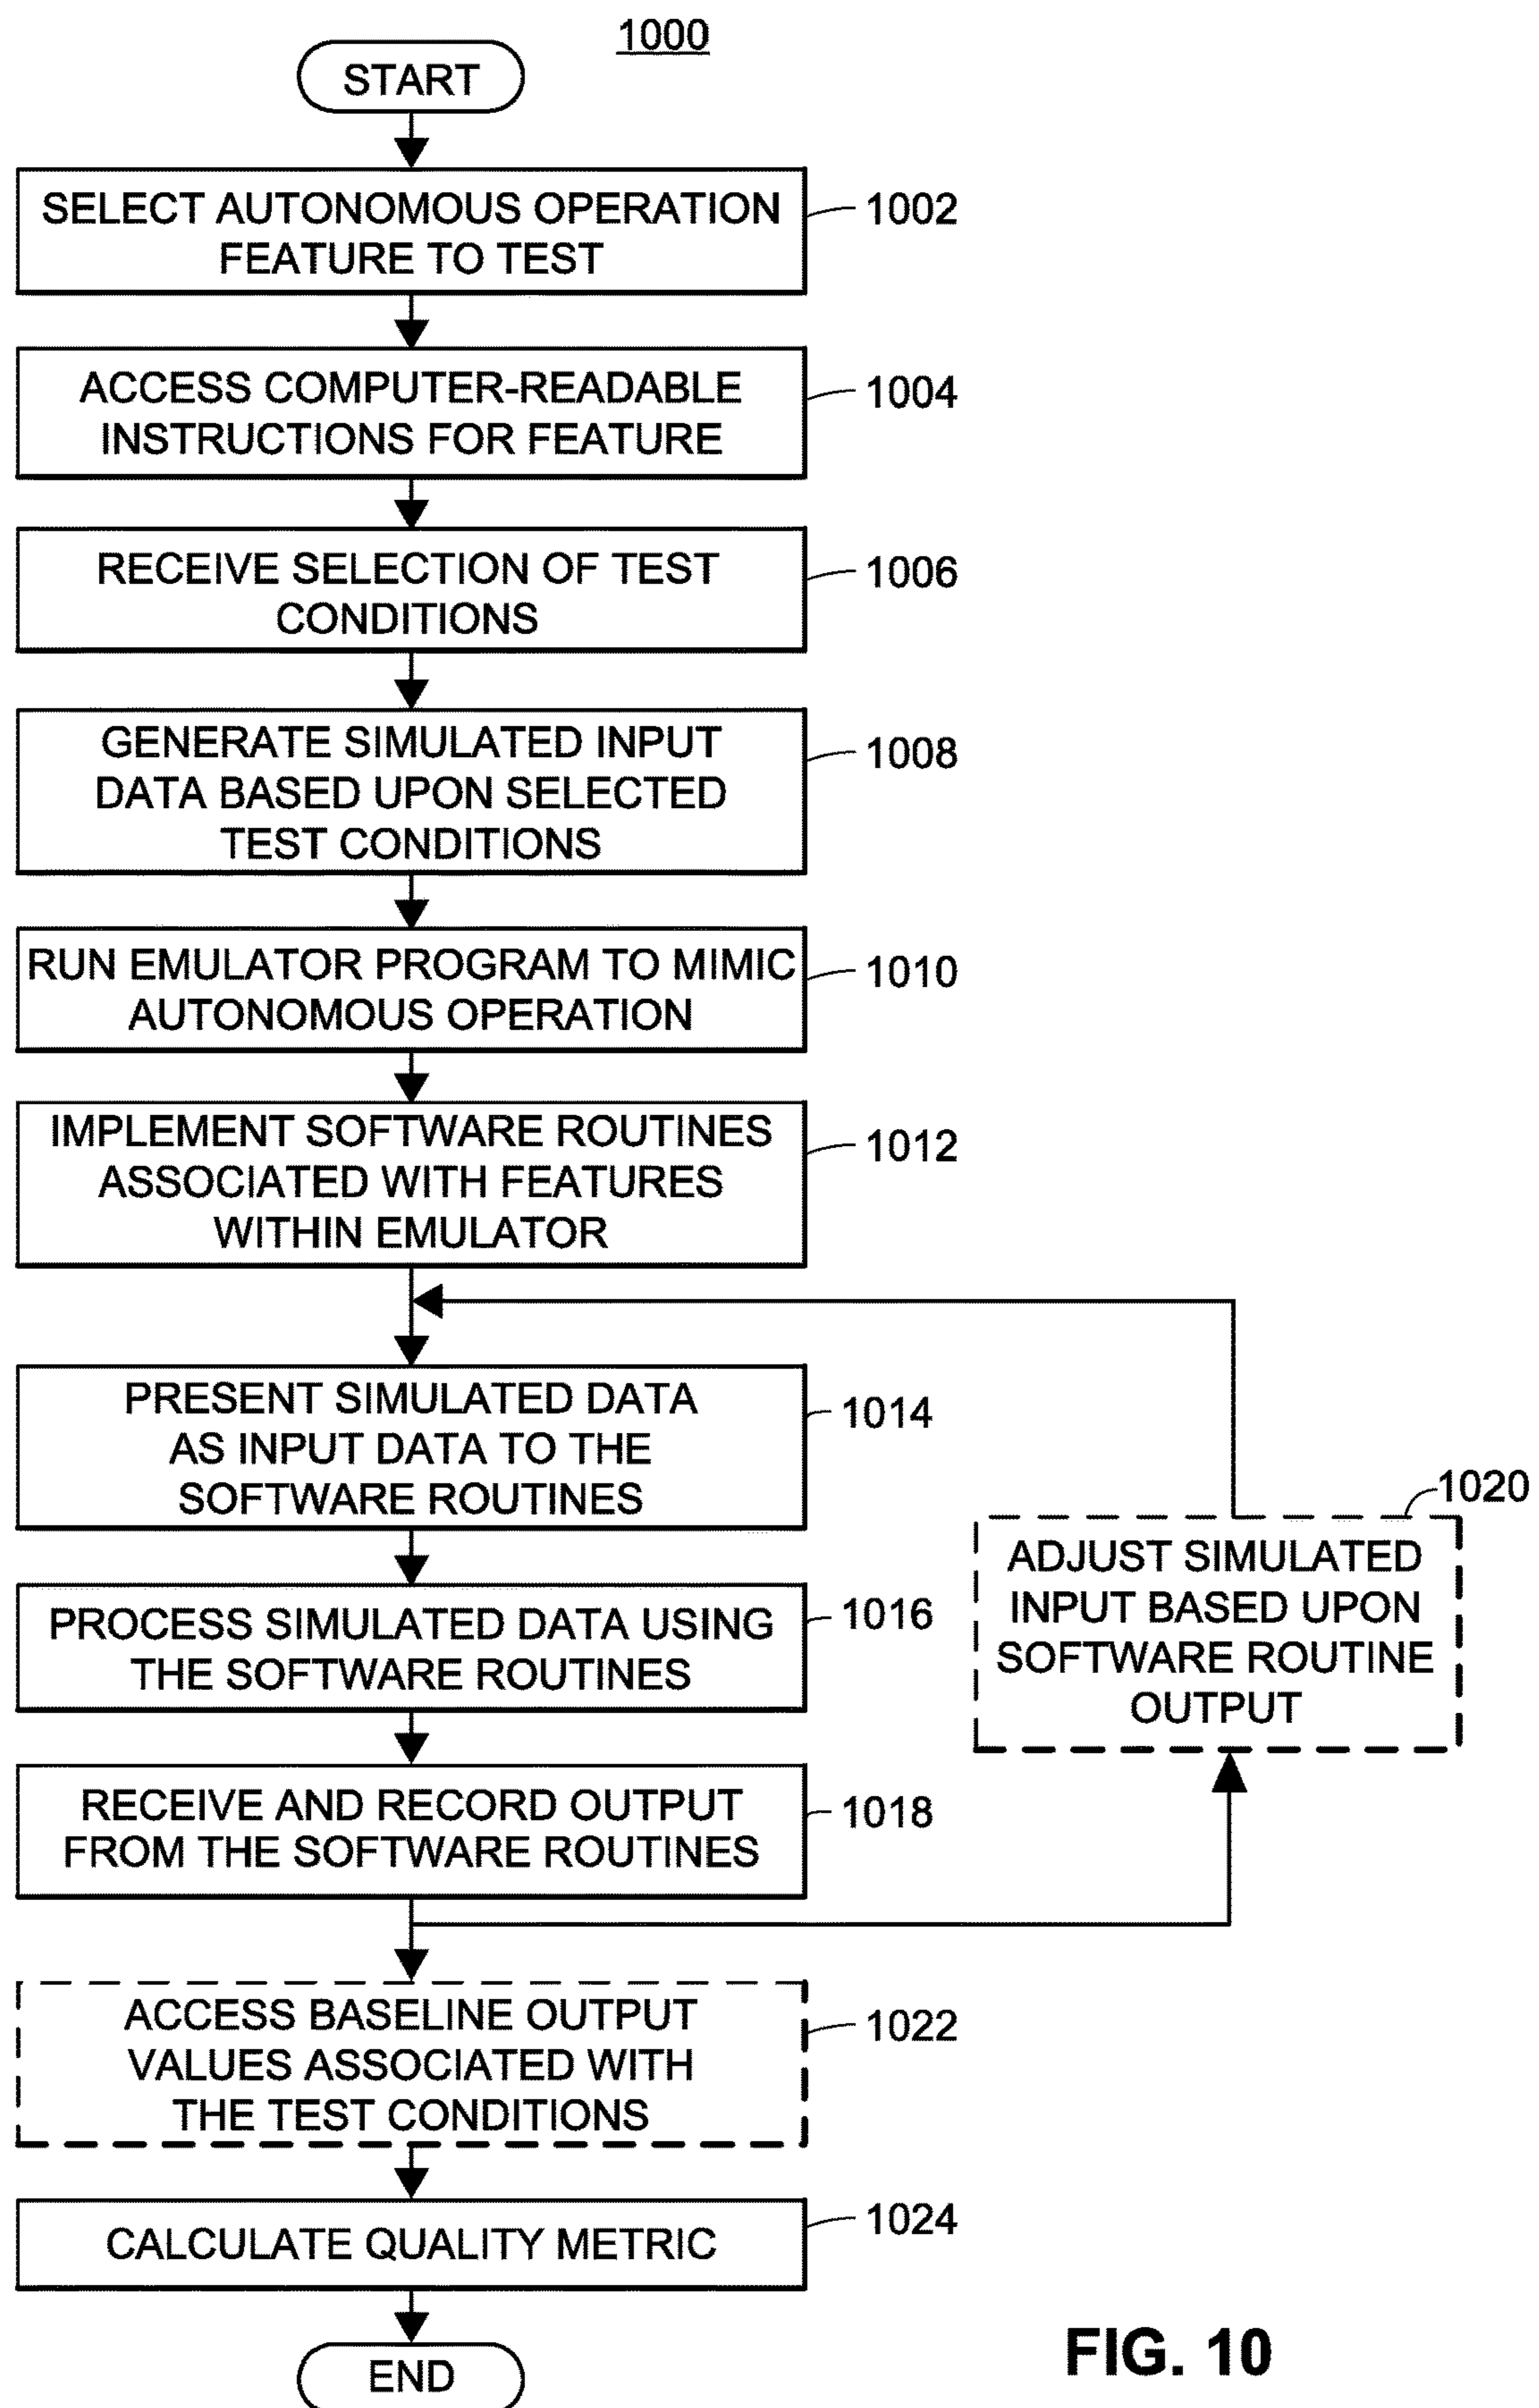 1000
START
SELECT AUTONOMOUS OPERATION
FEATURE TO TEST
1002
ACCESS COMPUTER-READABLE
INSTRUCTIONS FOR FEATURE
1004
RECEIVE SELECTION OF TEST
CONDITIONS
1006
GENERATE SIMULATED INPUT
DATA BASED UPON SELECTED
TEST CONDITIONS
1008
RUN EMULATOR PROGRAM TO MIMIC
AUTONOMOUS OPERATION
1010
IMPLEMENT SOFTWARE ROUTINES
ASSOCIATED WITH FEATURES
WITHIN EMULATOR
1012
PRESENT SIMULATED DATA
AS INPUT DATA TO THE
SOFTWARE ROUTINES
1014
PROCESS SIMULATED DATA USING
THE SOFTWARE ROUTINES
1016
RECEIVE AND RECORD OUTPUT
FROM THE SOFTWARE ROUTINES
1018
1020
ADJUST SIMULATED
INPUT BASED UPON
SOFTWARE ROUTINE
OUTPUT
ACCESS BASELINE OUTPUT
VALUES ASSOCIATED WITH
THE TEST CONDITIONS
1022
CALCULATE QUALITY METRIC
1024
END
FIG. 10